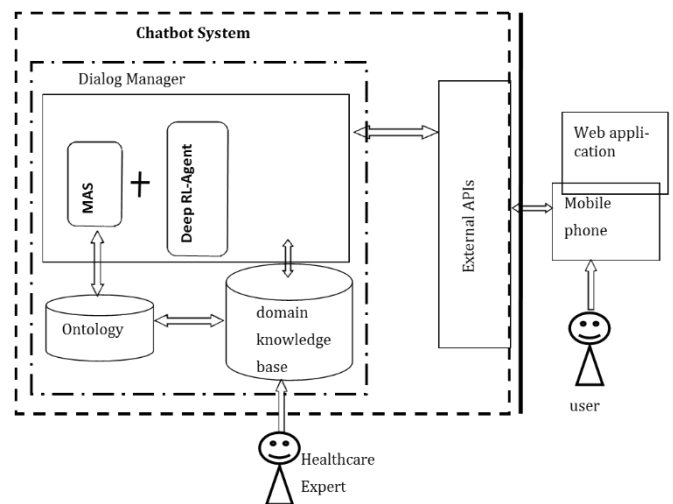 Chatbot System
Dialog Manager
MAS
+
Deep RL-Agent
Ontology
domain
knowledge
base
External APIs
Web appli-
cation
Mobile
phone
user
Healthcare
Expert